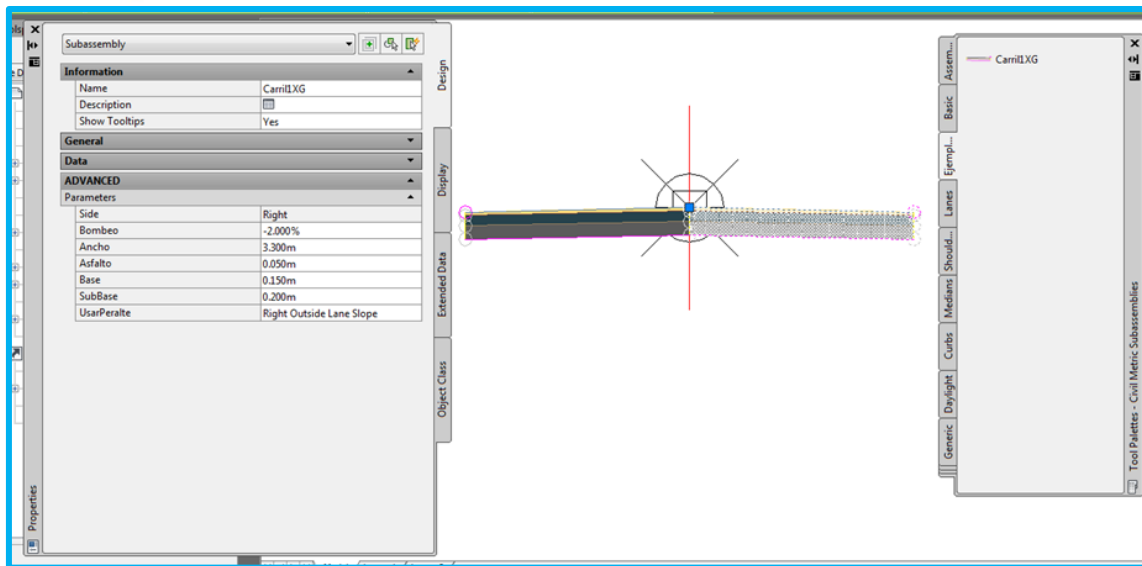 Subassembly
Information
Name Carril1XG
Description
Show Tooltips Yes
General
Data
ADVANCED
Parameters
Side Right
Bombeo -2.000%
Ancho 3.300m
Asfalto 0.050m
Base 0.150m
SubBase 0.200m
UsarPeralte Right Outside Lane Slope
Design
Display
Extended Data
Object Class
Properties
Assem...
Basic
Ejempl...
Lanes
Should...
Medians
Curbs
Daylight
Generic
Carril1XG
Tool Palettes - Civil Metric Subassemblies